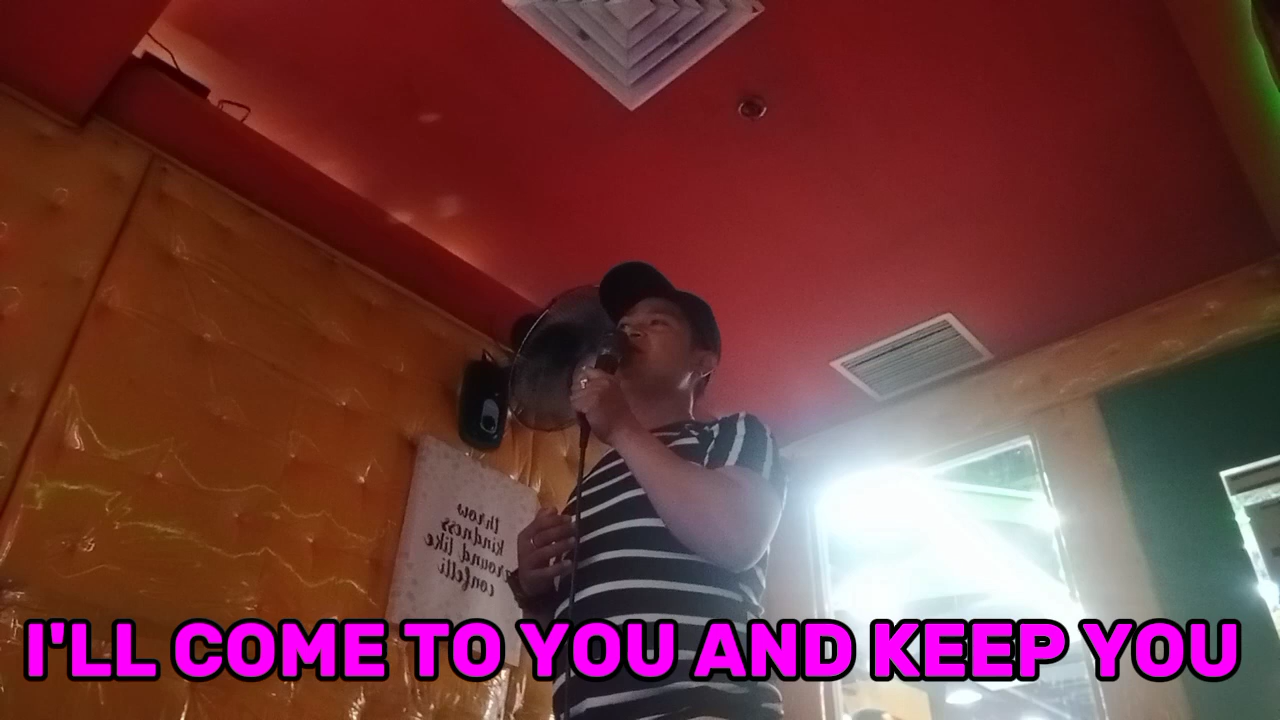 throw
kindness
around like
confetti
I'LL COME TO YOU AND KEEP YOU